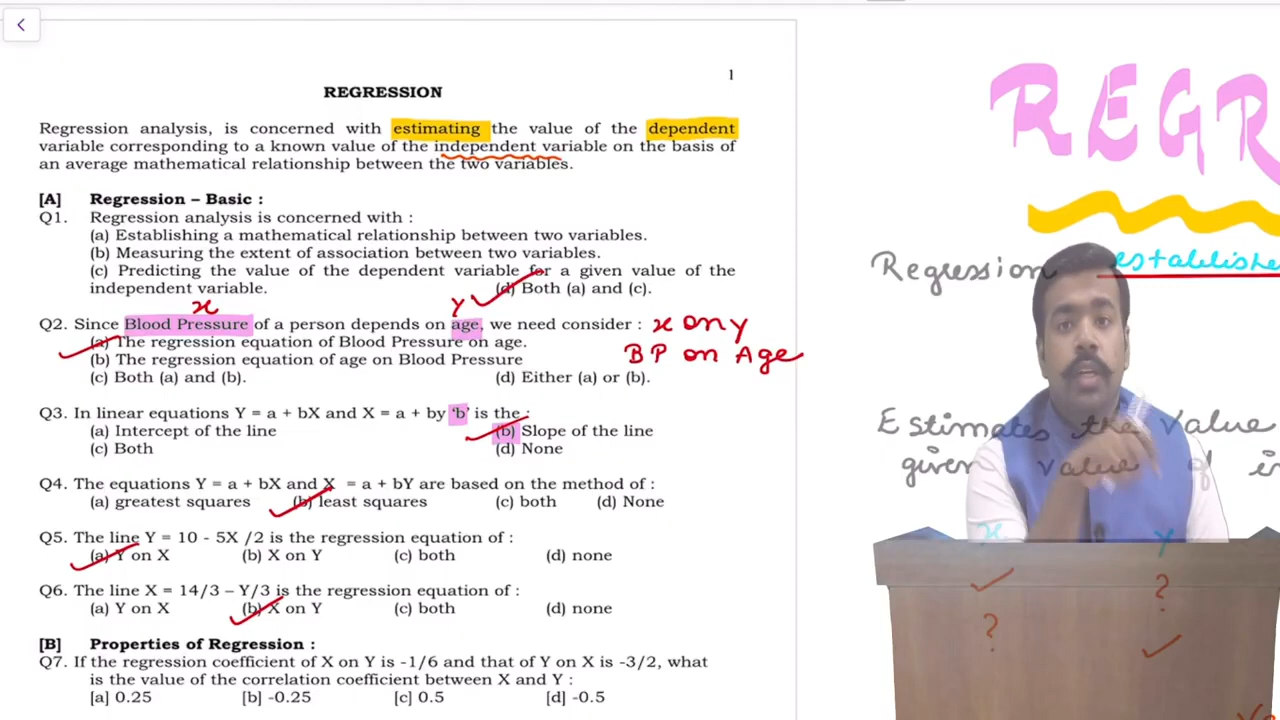 1
REGRESSION
Regression analysis, is concerned with estimating the value of the dependent
variable corresponding to a known value of the independent variable on the basis of
an average mathematical relationship between the two variables.
[A] Regression – Basic :
Q1. Regression analysis is concerned with :
(a) Establishing a mathematical relationship between two variables.
(b) Measuring the extent of association between two variables.
(c) Predicting the value of the dependent variable for a given value of the
independent variable. (d) Both (a) and (c).
x Y
Q2. Since Blood Pressure of a person depends on age, we need consider : x on y
(a) The regression equation of Blood Pressure on age. BP on Age
(b) The regression equation of age on Blood Pressure
(c) Both (a) and (b). (d) Either (a) or (b).
Q3. In linear equations Y = a + bX and X = a + by ‘b’ is the :
(a) Intercept of the line (b) Slope of the line
(c) Both (d) None
Q4. The equations Y = a + bX and X = a + bY are based on the method of :
(a) greatest squares (b) least squares (c) both (d) None
Q5. The line Y = 10 - 5X /2 is the regression equation of :
(a) Y on X (b) X on Y (c) both (d) none
Q6. The line X = 14/3 – Y/3 is the regression equation of :
(a) Y on X (b) X on Y (c) both (d) none
[B] Properties of Regression :
Q7. If the regression coefficient of X on Y is -1/6 and that of Y on X is -3/2, what
is the value of the correlation coefficient between X and Y :
[a] 0.25 [b] -0.25 [c] 0.5 [d] -0.5
REGR
Regression establishe
Estimates the value
given value of
x Y
?
?